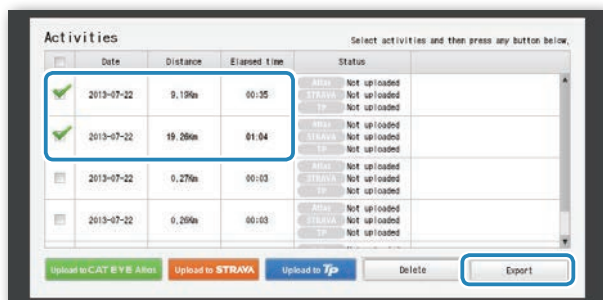 Activities
Select activities and then press any button below.
Date Distance Elapsed time Status
2013-07-22 9.19Km 00:35
Atlas Not uploaded
STRAVA Not uploaded
TP Not uploaded
2013-07-22 19.26Km 01:04
Atlas Not uploaded
STRAVA Not uploaded
TP Not uploaded
2013-07-22 0.27Km 00:03
Atlas Not uploaded
STRAVA Not uploaded
TP Not uploaded
2013-07-22 0.26Km 00:03
Atlas Not uploaded
STRAVA Not uploaded
TP Not uploaded
Upload to CATEYE Atlas Upload to STRAVA Upload to TP Delete Export